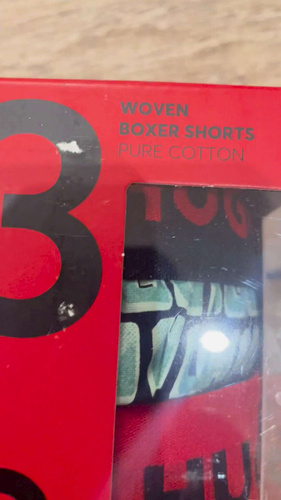 3
WOVEN
BOXER SHORTS
PURE COTTON